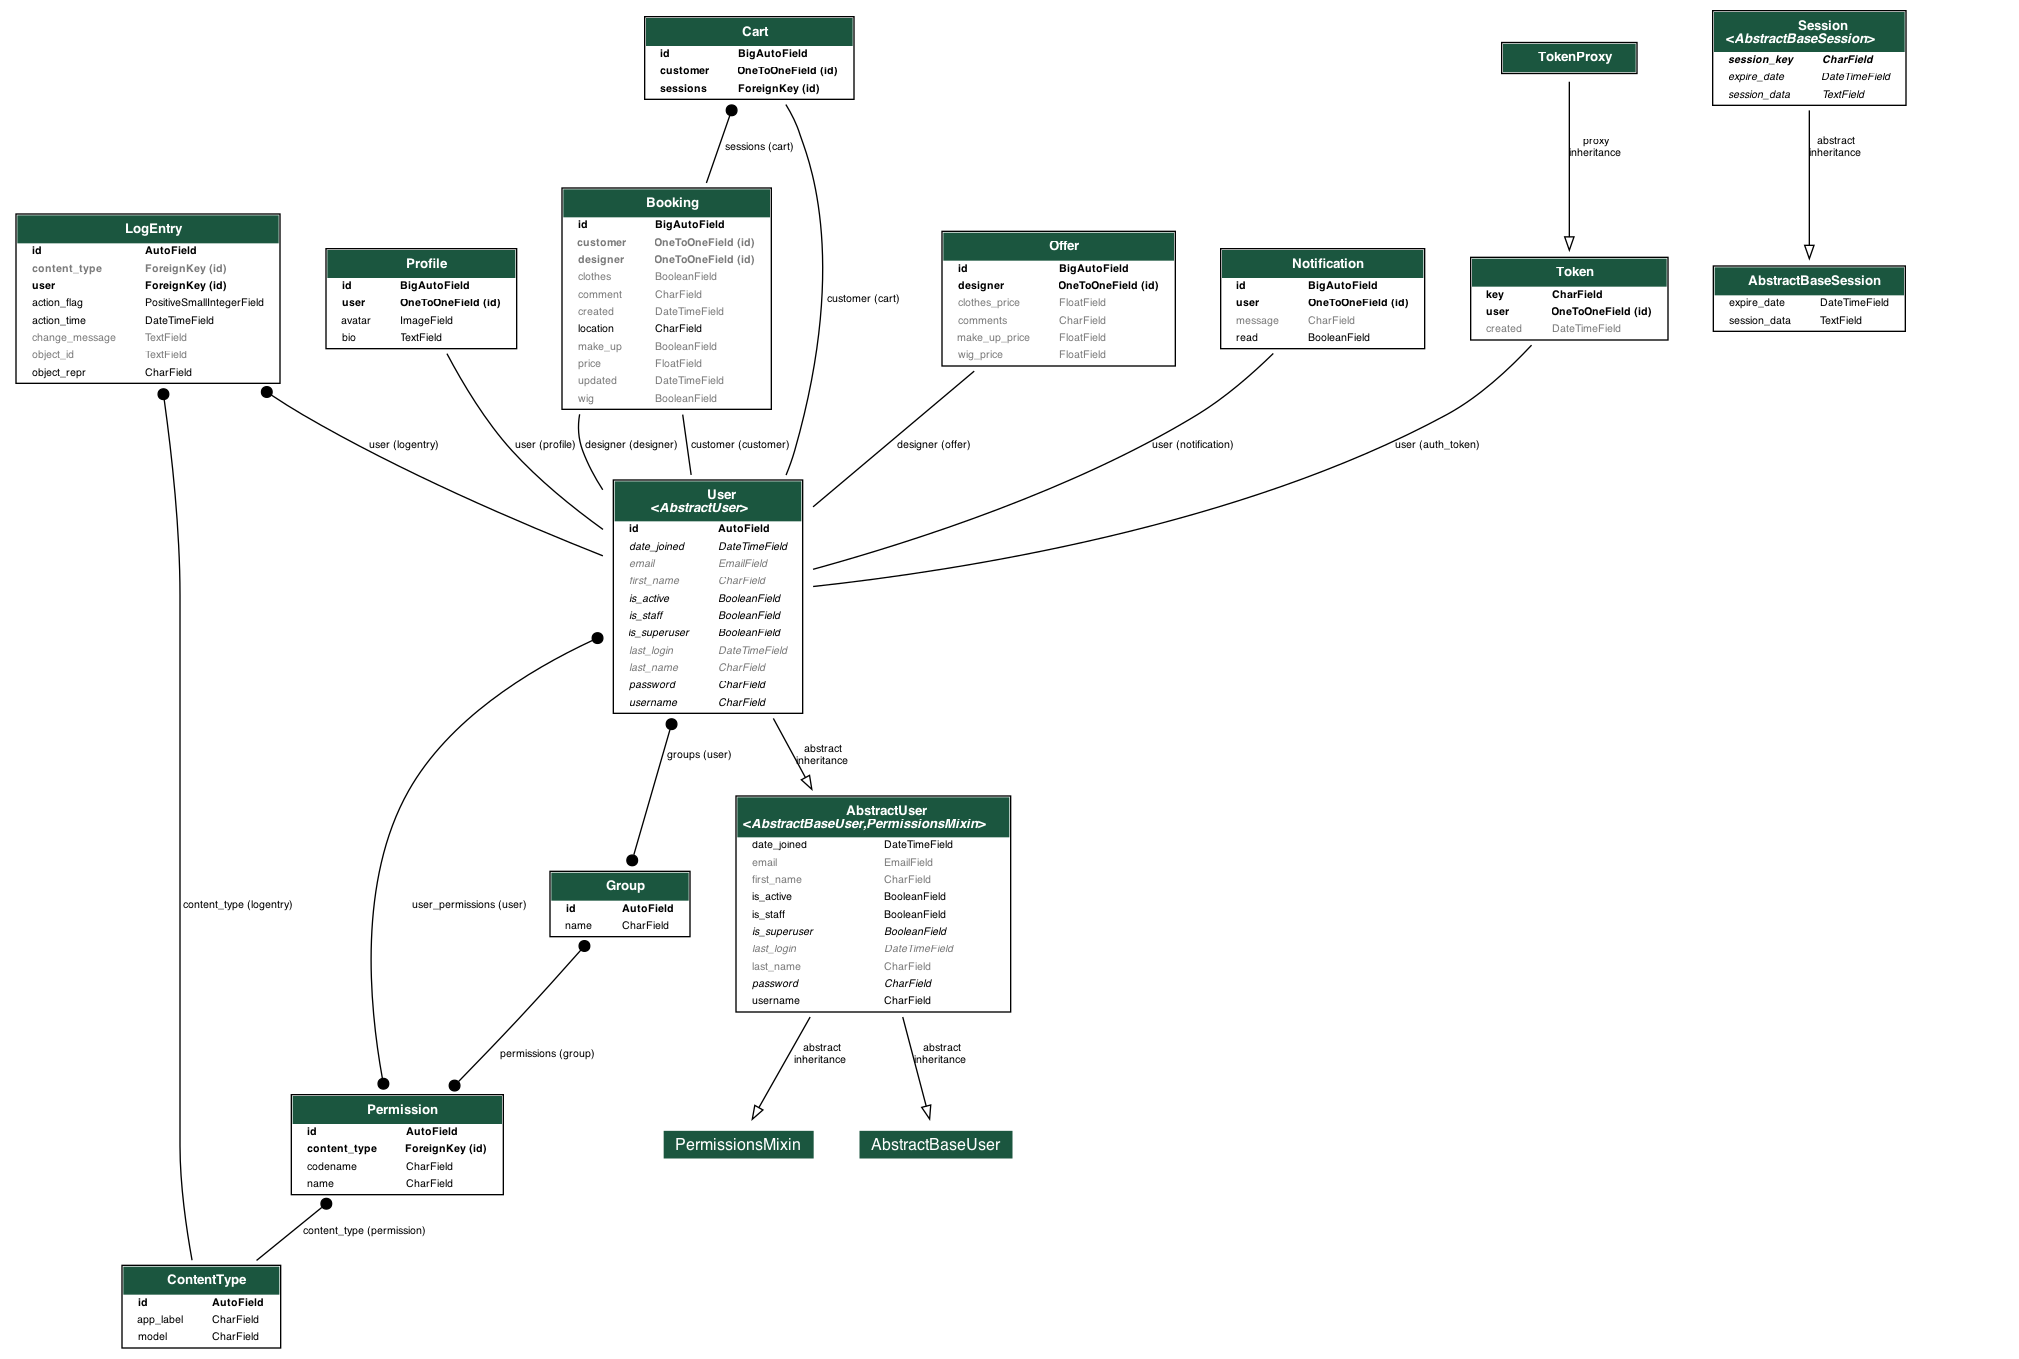 Cart
id BigAutoField
customer OneToOneField (id)
sessions ForeignKey (id)
sessions (cart)
customer (cart)
TokenProxy
proxy
inheritance
Session
<AbstractBaseSession>
session_key CharField
expire_date DateTimeField
session_data TextField
abstract
inheritance
LogEntry
id AutoField
content_type ForeignKey (id)
user ForeignKey (id)
action_flag PositiveSmallIntegerField
action_time DateTimeField
change_message TextField
object_id TextField
object_repr CharField
Profile
id BigAutoField
user OneToOneField (id)
avatar ImageField
bio TextField
Booking
id BigAutoField
customer OneToOneField (id)
designer OneToOneField (id)
clothes BooleanField
comment CharField
created DateTimeField
location CharField
make_up BooleanField
price FloatField
updated DateTimeField
wig BooleanField
Offer
id BigAutoField
designer OneToOneField (id)
clothes_price FloatField
comments CharField
make_up_price FloatField
wig_price FloatField
Notification
id BigAutoField
user OneToOneField (id)
message CharField
read BooleanField
Token
key CharField
user OneToOneField (id)
created DateTimeField
AbstractBaseSession
expire_date DateTimeField
session_data TextField
user (logentry)
user (profile)
designer (designer)
customer (customer)
designer (offer)
user (notification)
user (auth_token)
User
<AbstractUser>
id AutoField
date_joined DateTimeField
email EmailField
first_name CharField
is_active BooleanField
is_staff BooleanField
is_superuser BooleanField
last_login DateTimeField
last_name CharField
password CharField
username CharField
groups (user)
abstract
inheritance
content_type (logentry)
user_permissions (user)
Group
id AutoField
name CharField
AbstractUser
<AbstractBaseUser,PermissionsMixin>
date_joined DateTimeField
email EmailField
first_name CharField
is_active BooleanField
is_staff BooleanField
is_superuser BooleanField
last_login DateTimeField
last_name CharField
password CharField
username CharField
permissions (group)
abstract
inheritance
abstract
inheritance
Permission
id AutoField
content_type ForeignKey (id)
codename CharField
name CharField
PermissionsMixin
AbstractBaseUser
content_type (permission)
ContentType
id AutoField
app_label CharField
model CharField